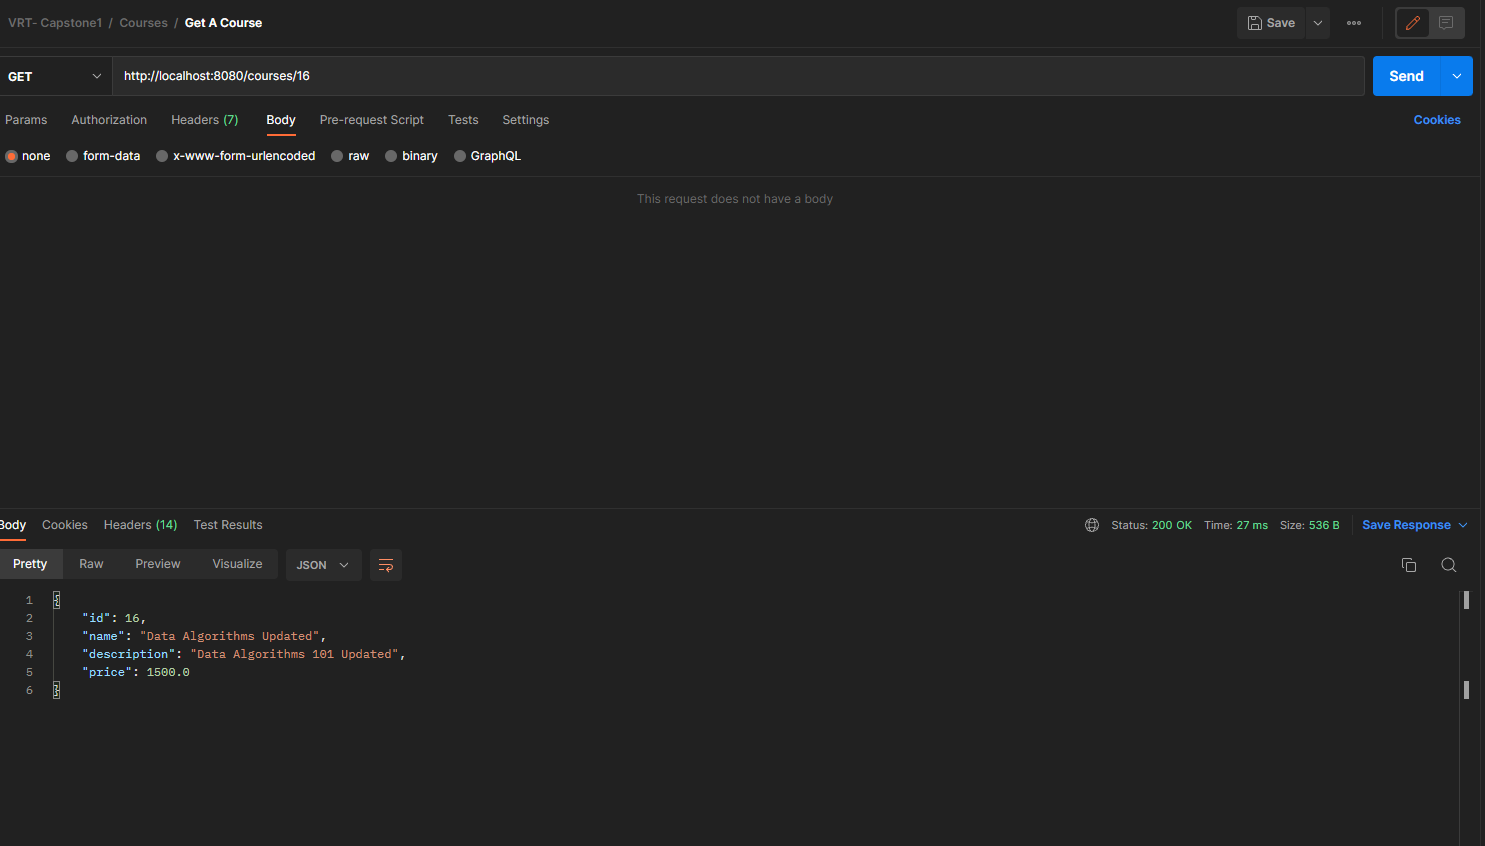 VRT- Capstone1 / Courses / Get A Course
Save
GET
http://localhost:8080/courses/16
Send
Params Authorization Headers (7) Body Pre-request Script Tests Settings Cookies
none form-data x-www-form-urlencoded raw binary GraphQL
This request does not have a body
Body Cookies Headers (14) Test Results Status: 200 OK Time: 27 ms Size: 536 B Save Response
Pretty Raw Preview Visualize JSON
1 {
2 "id": 16,
3 "name": "Data Algorithms Updated",
4 "description": "Data Algorithms 101 Updated",
5 "price": 1500.0
6 }